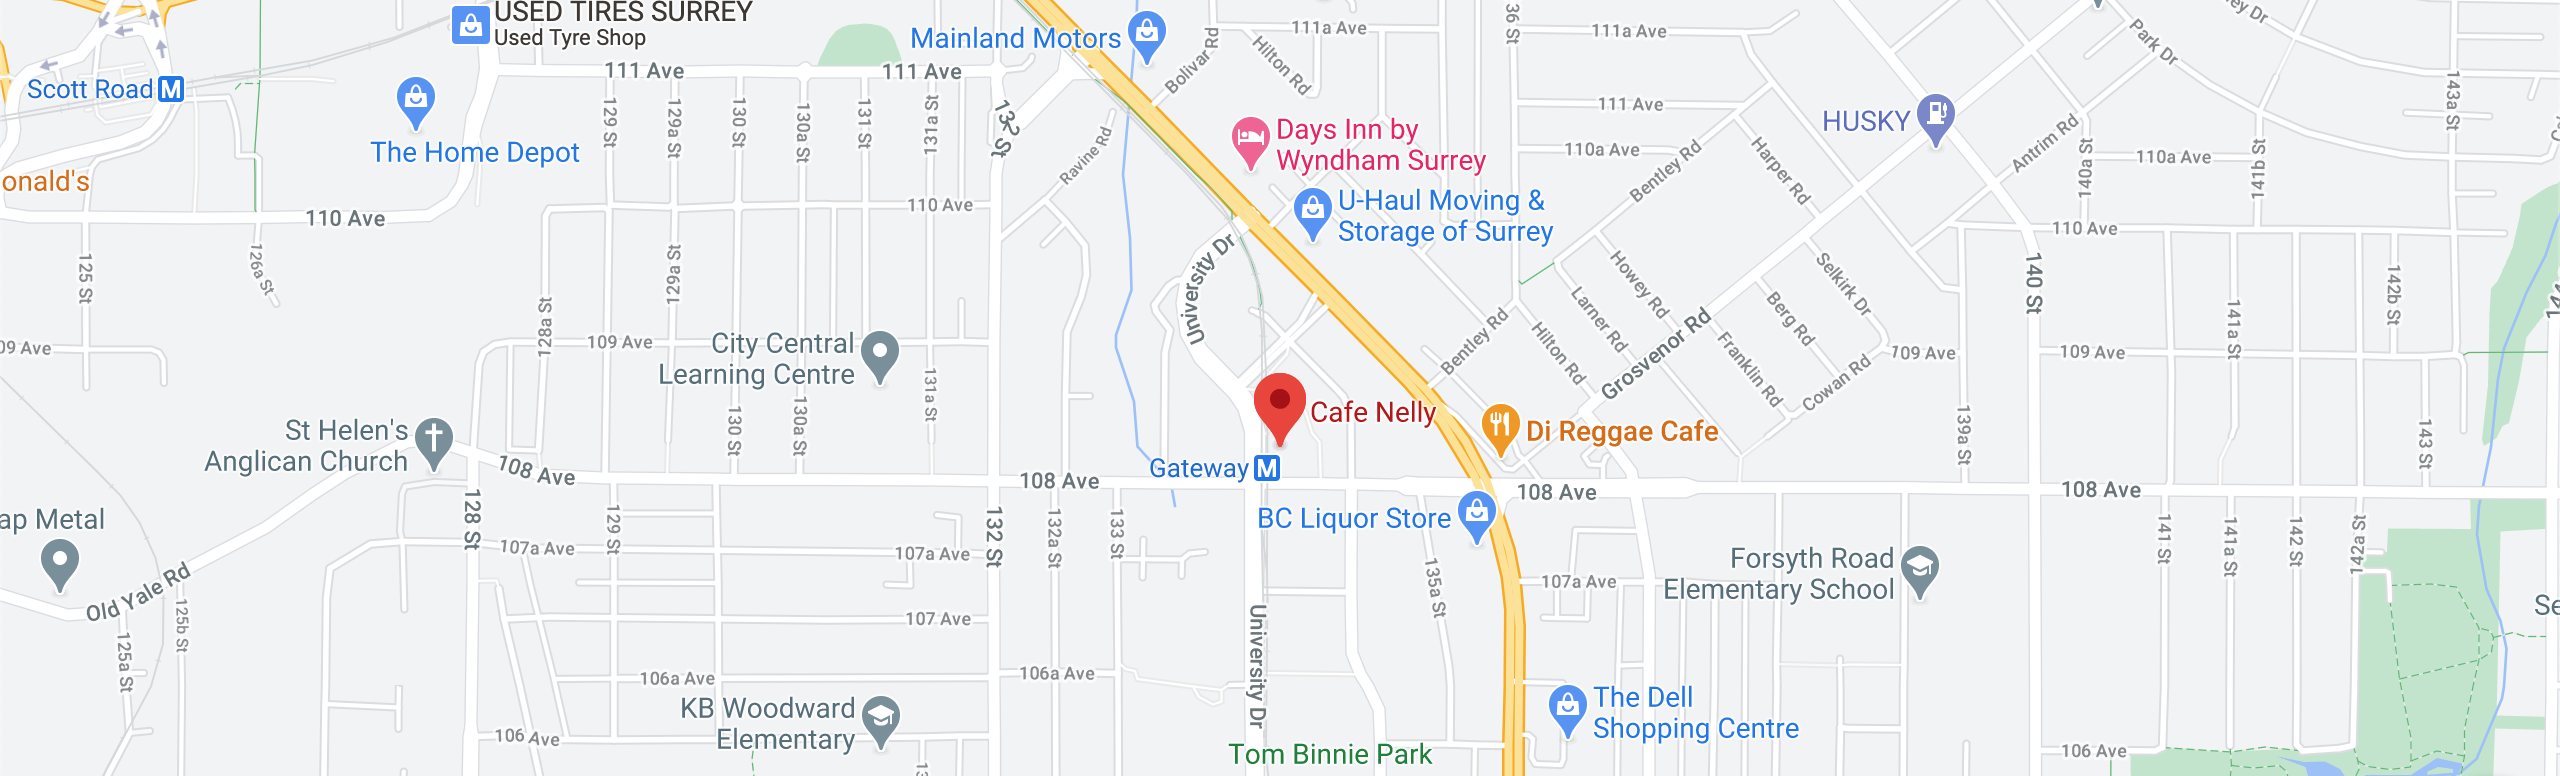 USED TIRES SURREY
Used Tyre Shop
Mainland Motors
Scott Road M
The Home Depot
onald's
111 Ave
111 Ave
129 St
129a St
130 St
130a St
131 St
131a St
132 St
Bolivar Rd
Hilton Rd
111a Ave
36 St
111a Ave
111 Ave
110a Ave
Ravine Rd
Days Inn by
Wyndham Surrey
U-Haul Moving &
Storage of Surrey
Bentley Rd
Harper Rd
HUSKY
Park Dr
ey Dr
Antrim Rd
140a St
110a Ave
141b St
143a St
110 Ave
110 Ave
110 Ave
125 St
126a St
129a St
128a St
University Dr
University Dr
Howey Rd
Larner Rd
Selkirk Dr
Berg Rd
Franklin Rd
Cowan Rd
Grosvenor Rd
Bentley Rd
Hilton Rd
140 St
141a St
142b St
09 Ave
109 Ave
City Central
Learning Centre
109 Ave
109 Ave
130 St
130a St
131a St
139a St
143 St
St Helen's
Anglican Church
Cafe Nelly
Di Reggae Cafe
Gateway M
108 Ave
108 Ave
108 Ave
108 Ave
BC Liquor Store
ap Metal
Old Yale Rd
128 St
129 St
132 St
132a St
133 St
107a Ave
107a Ave
107a Ave
135a St
Forsyth Road
Elementary School
141 St
141a St
142 St
142a St
125a St
125b St
107 Ave
University Dr
106a Ave
106a Ave
KB Woodward
Elementary
106 Ave
Tom Binnie Park
The Dell
Shopping Centre
106 Ave
Se